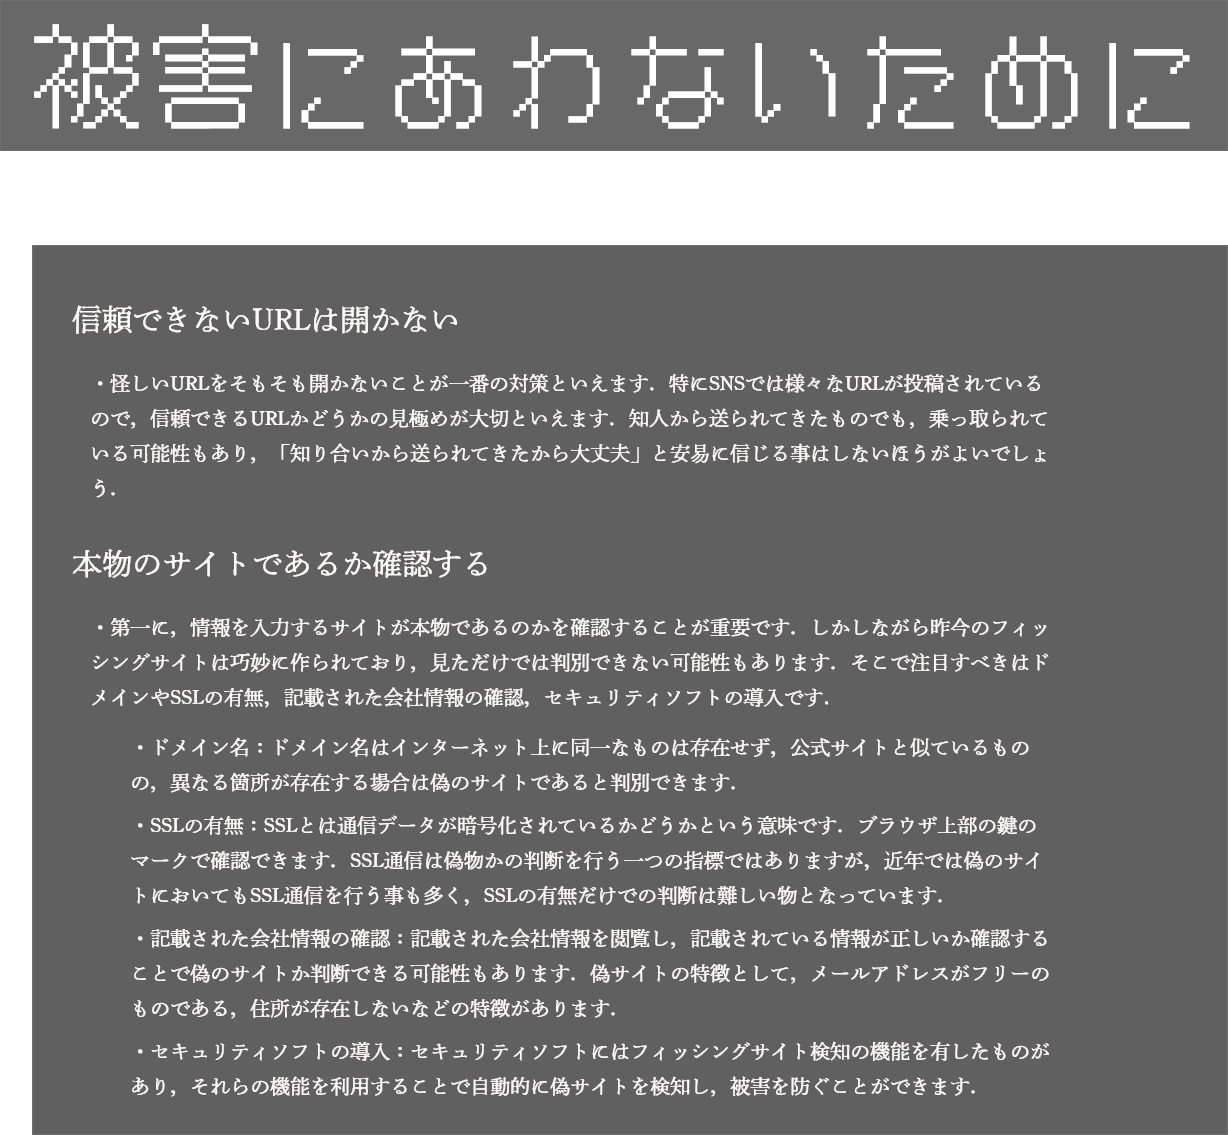 被害にあわないために
信頼できないURLは開かない
・怪しいURLをそもそも開かないことが一番の対策といえます．特にSNSでは様々なURLが投稿されている
ので，信頼できるURLかどうかの見極めが大切といえます．知人から送られてきたものでも，乗っ取られて
いる可能性もあり，「知り合いから送られてきたから大丈夫」と安易に信じる事はしないほうがよいでしょ
う．
本物のサイトであるか確認する
・第一に，情報を入力するサイトが本物であるのかを確認することが重要です．しかしながら昨今のフィッ
シングサイトは巧妙に作られており，見ただけでは判別できない可能性もあります．そこで注目すべきはド
メインやSSLの有無，記載された会社情報の確認，セキュリティソフトの導入です．
・ドメイン名：ドメイン名はインターネット上に同一なものは存在せず，公式サイトと似ているもの
の，異なる箇所が存在する場合は偽のサイトであると判別できます．
・SSLの有無：SSLとは通信データが暗号化されているかどうかという意味です．ブラウザ上部の鍵の
マークで確認できます．SSL通信は偽物かの判断を行う一つの指標ではありますが，近年では偽のサイ
トにおいてもSSL通信を行う事も多く，SSLの有無だけでの判断は難しい物となっています．
・記載された会社情報の確認：記載された会社情報を閲覧し，記載されている情報が正しいか確認する
ことで偽のサイトか判断できる可能性もあります．偽サイトの特徴として，メールアドレスがフリーの
ものである，住所が存在しないなどの特徴があります．
・セキュリティソフトの導入：セキュリティソフトにはフィッシングサイト検知の機能を有したものが
あり，それらの機能を利用することで自動的に偽サイトを検知し，被害を防ぐことができます．